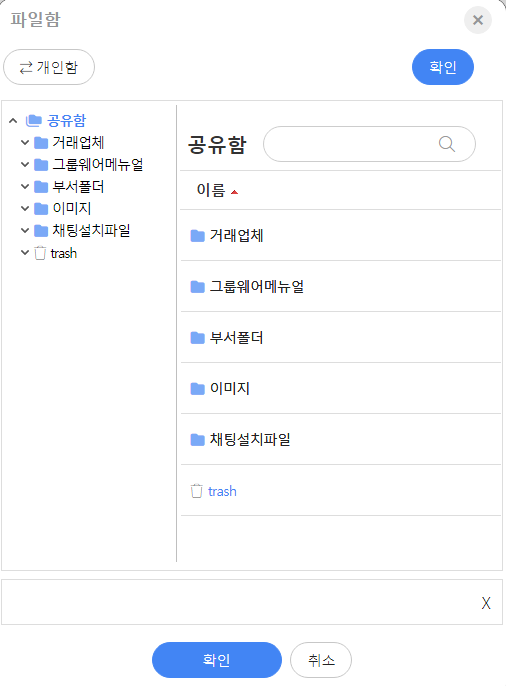 파일함
개인함
확인
공유함
거래업체
그룹웨어메뉴얼
부서폴더
이미지
채팅설치파일
trash
공유함
이름
거래업체
그룹웨어메뉴얼
부서폴더
이미지
채팅설치파일
trash
X
확인
취소